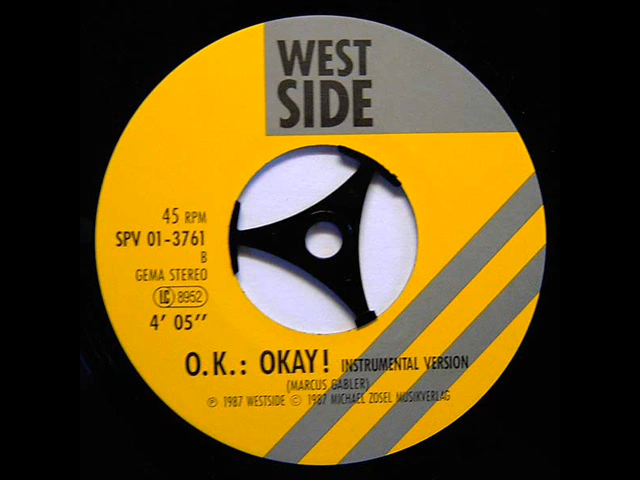 WEST
SIDE
45 RPM
SPV 01-3761
B
GEMA STEREO
LC 8952
4' 05"
O.K.: OKAY! INSTRUMENTAL VERSION
(MARCUS GABLER)
℗ 1987 WESTSIDE © 1987 MICHAEL ZOSEL MUSIKVERLAG